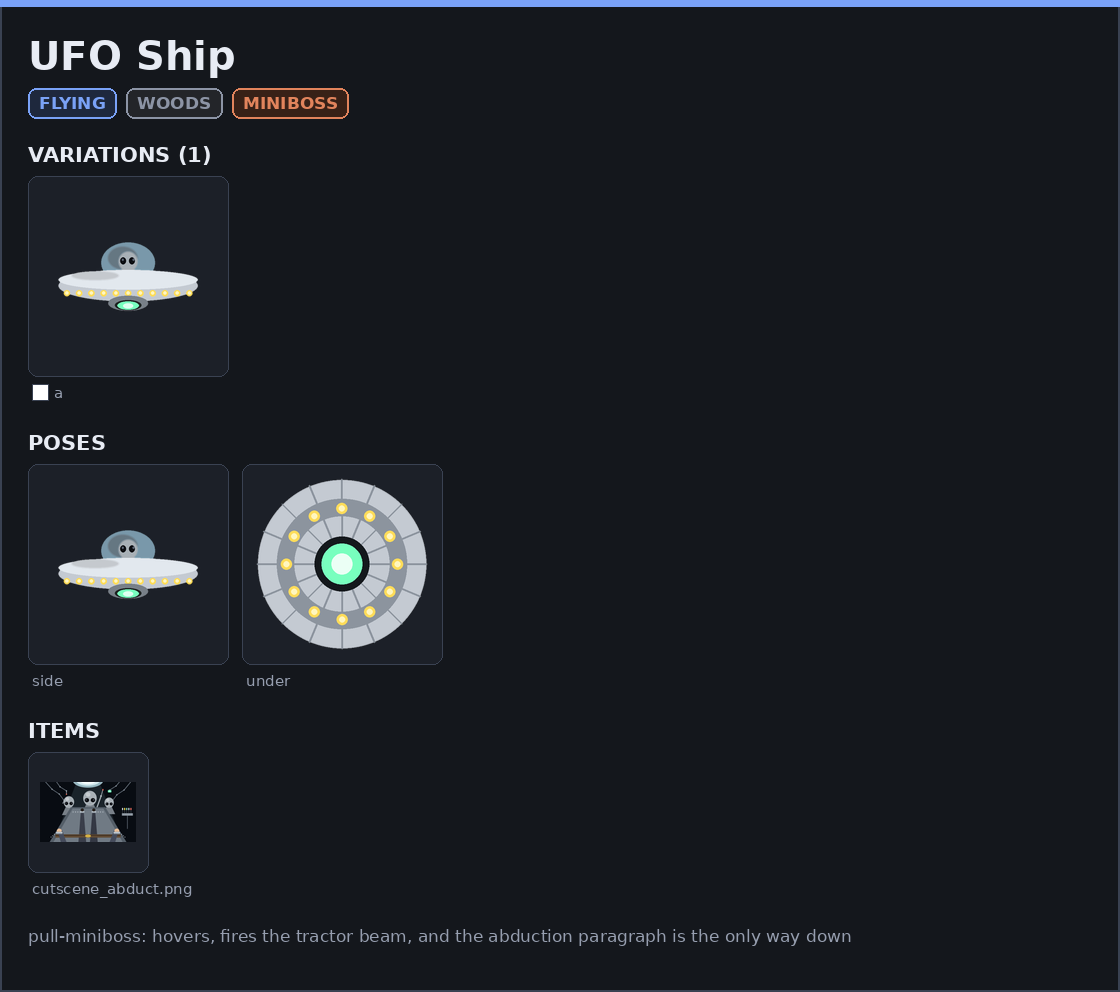 UFO Ship
FLYING WOODS MINIBOSS
VARIATIONS (1)
a
POSES
side under
ITEMS
cutscene_abduct.png
pull-miniboss: hovers, fires the tractor beam, and the abduction paragraph is the only way down